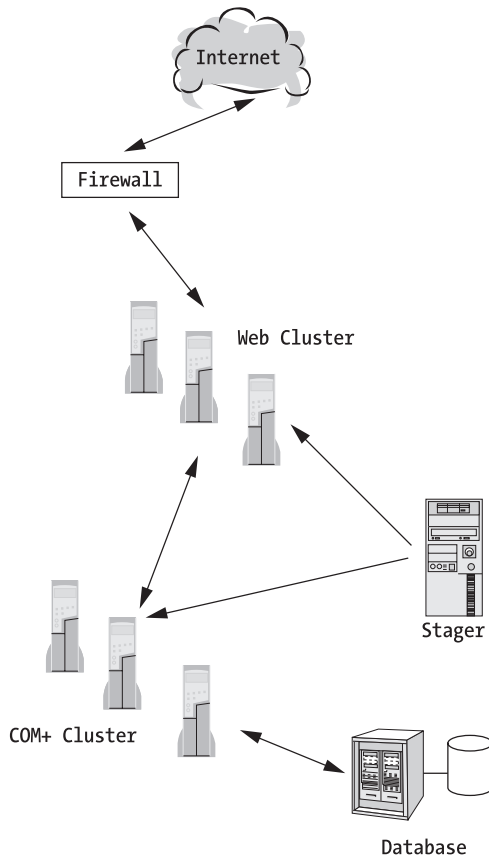 Internet
Firewall
Web Cluster
Stager
COM+ Cluster
Database